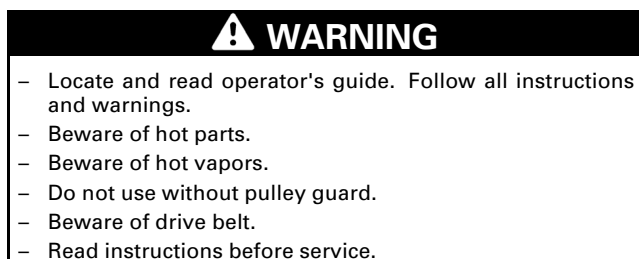 WARNING
– Locate and read operator's guide. Follow all instructions
and warnings.
– Beware of hot parts.
– Beware of hot vapors.
– Do not use without pulley guard.
– Beware of drive belt.
– Read instructions before service.